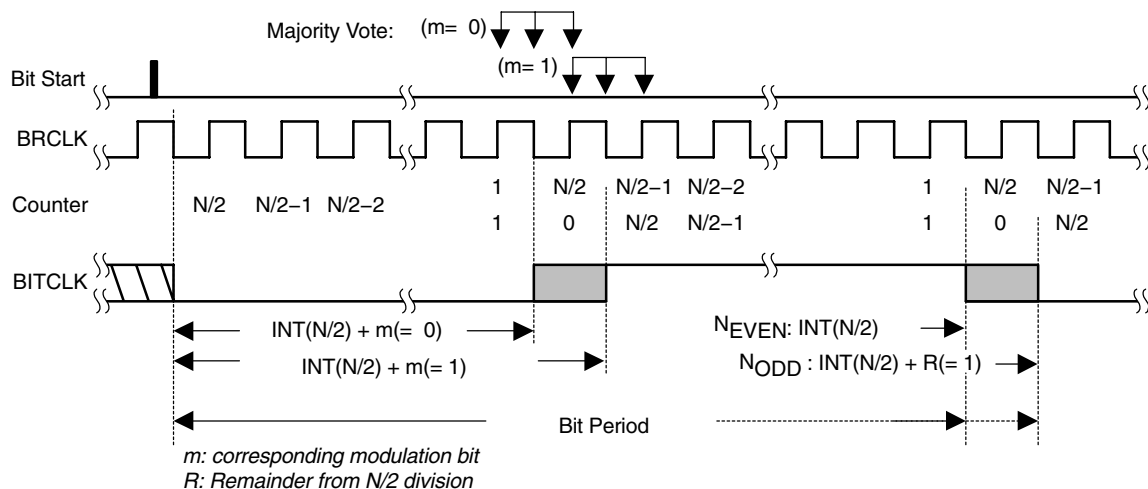 Majority Vote: (m= 0)
(m= 1)
Bit Start
BRCLK
1 N/2 N/2−1 N/2−2 1 N/2 N/2−1
Counter N/2 N/2−1 N/2−2
1 0 N/2 N/2−1 1 0 N/2
BITCLK
INT(N/2) + m(= 0) NEVEN: INT(N/2)
INT(N/2) + m(= 1) NODD : INT(N/2) + R(= 1)
Bit Period
m: corresponding modulation bit
R: Remainder from N/2 division